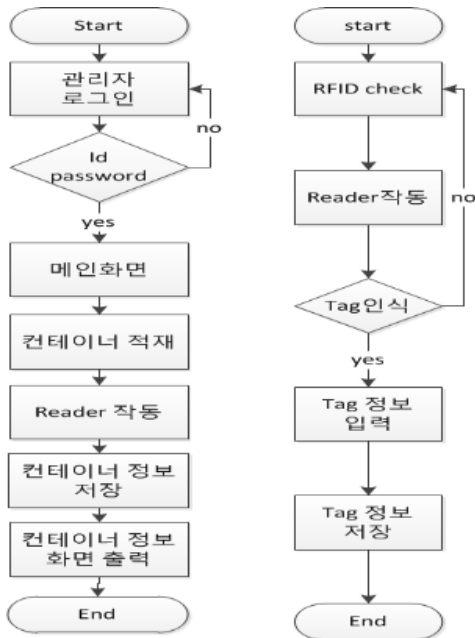 Start
관리자
로그인
no
Id
password
yes
메인화면
컨테이너 적재
Reader 작동
컨테이너 정보
저장
컨테이너 정보
화면 출력
End
start
RFID check
Reader작동
no
Tag인식
yes
Tag 정보
입력
Tag 정보
저장
End